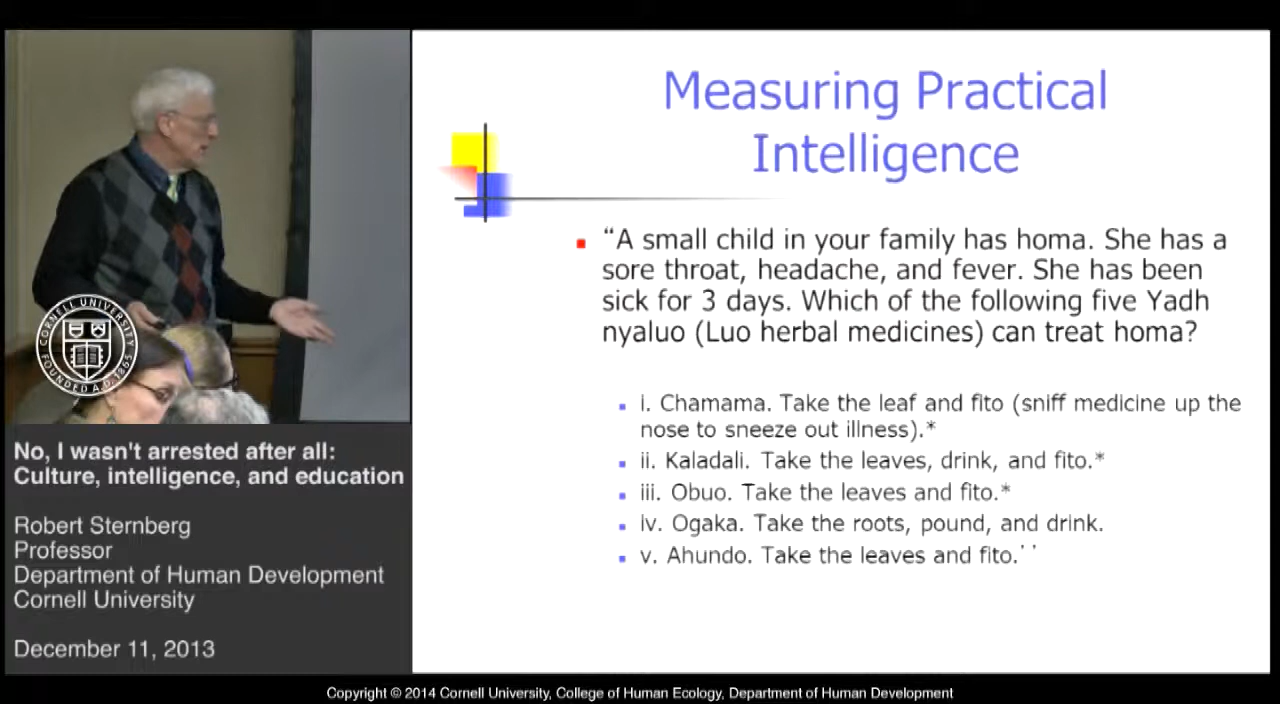 Measuring Practical
Intelligence
“A small child in your family has homa. She has a
sore throat, headache, and fever. She has been
sick for 3 days. Which of the following five Yadh
nyaluo (Luo herbal medicines) can treat homa?
i. Chamama. Take the leaf and fito (sniff medicine up the
nose to sneeze out illness).*
ii. Kaladali. Take the leaves, drink, and fito.*
iii. Obuo. Take the leaves and fito.*
iv. Ogaka. Take the roots, pound, and drink.
v. Ahundo. Take the leaves and fito.’’
CORNELL UNIVERSITY
FOUNDED A.D. 1865
No, I wasn't arrested after all:
Culture, intelligence, and education
Robert Sternberg
Professor
Department of Human Development
Cornell University
December 11, 2013
Copyright © 2014 Cornell University, College of Human Ecology, Department of Human Development